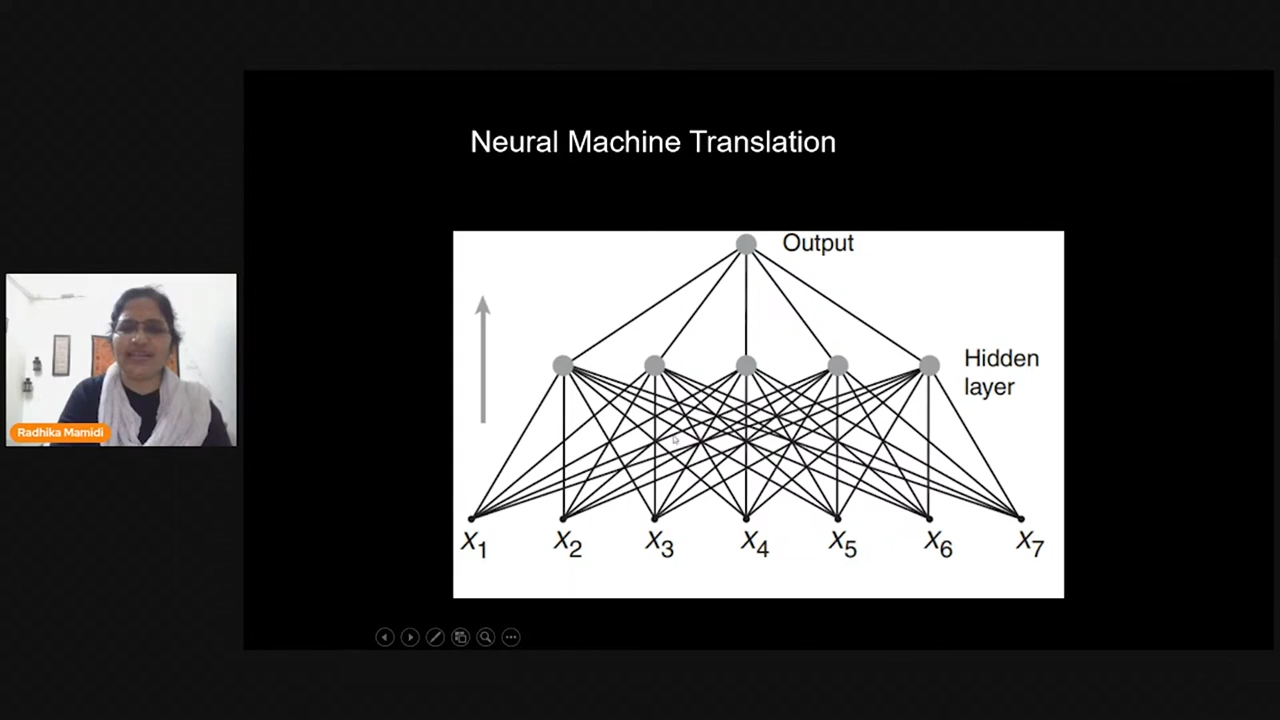 Neural Machine Translation
Output
Hidden
layer
X1 X2 X3 X4 X5 X6 X7
Radhika Mamidi